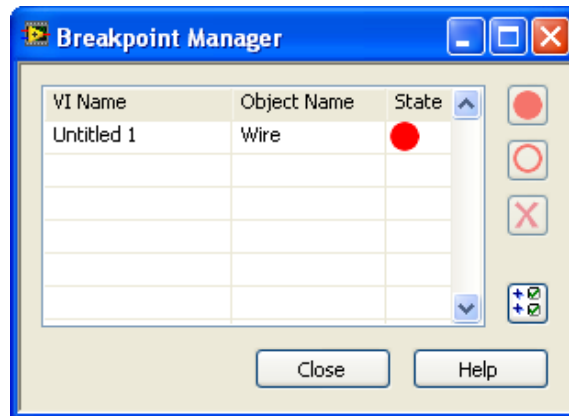 Breakpoint Manager
VI Name Object Name State
Untitled 1 Wire
Close Help